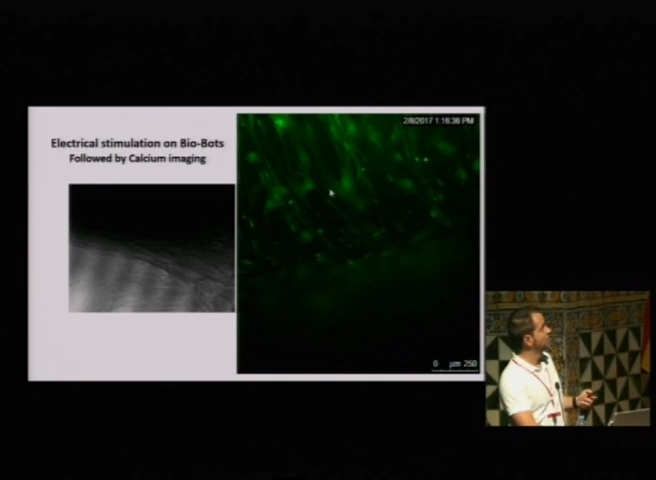 Electrical stimulation on Bio-Bots
Followed by Calcium imaging
2/8/2017 1:16:36 PM
0 µm 250